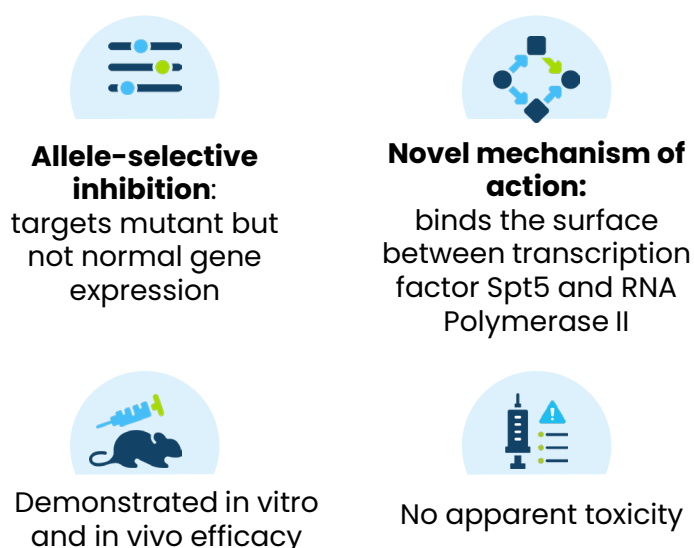 Allele-selective
inhibition:
targets mutant but
not normal gene
expression
Novel mechanism of
action:
binds the surface
between transcription
factor Spt5 and RNA
Polymerase II
Demonstrated in vitro
and in vivo efficacy
No apparent toxicity